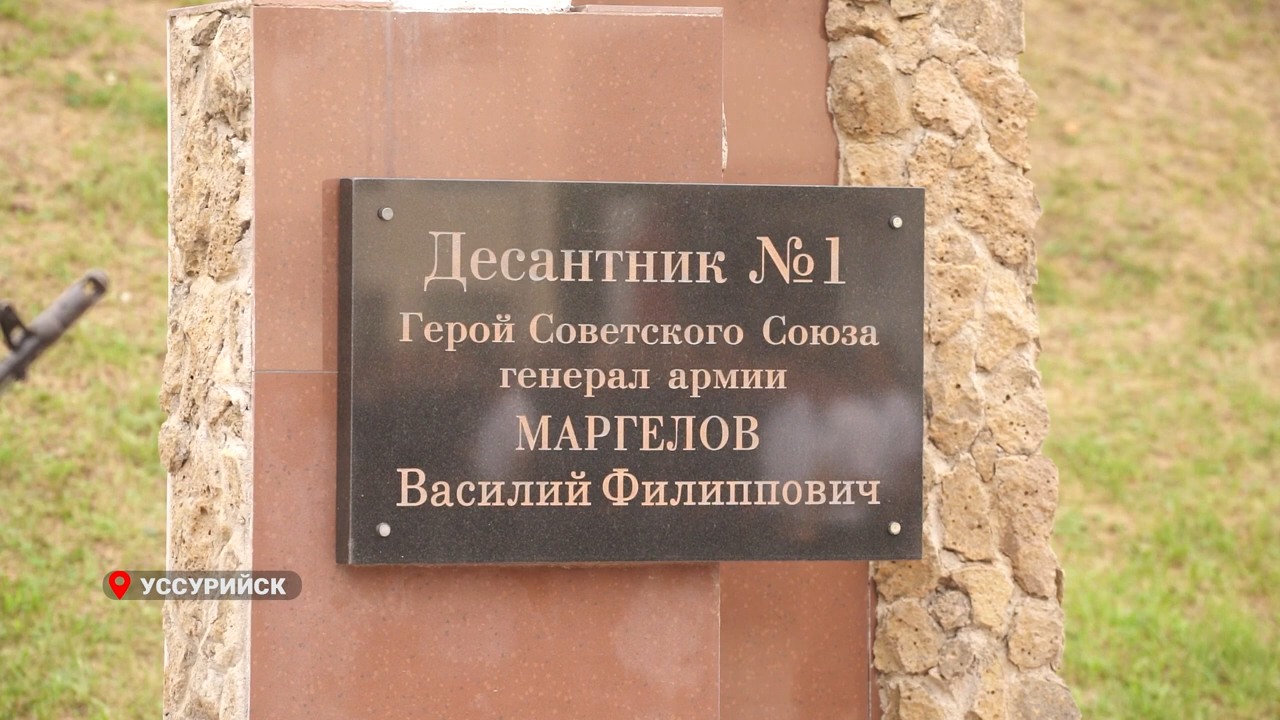 Десантник №1
Герой Советского Союза
генерал армии
МАРГЕЛОВ
Василий Филиппович
УССУРИЙСК